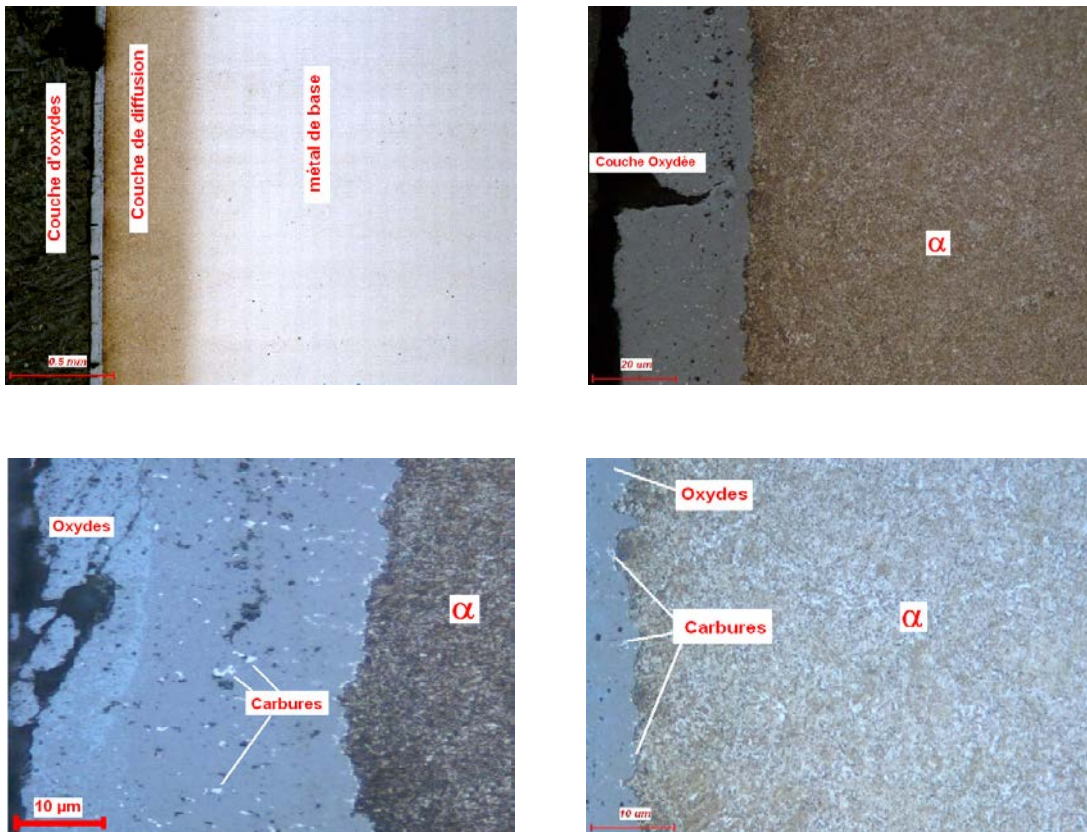 Couche d'oxydes
Couche de diffusion
métal de base
0.5 mm
Couche Oxydée
α
20 um
Oxydes
α
Carbures
10 µm
Oxydes
Carbures
α
10 um